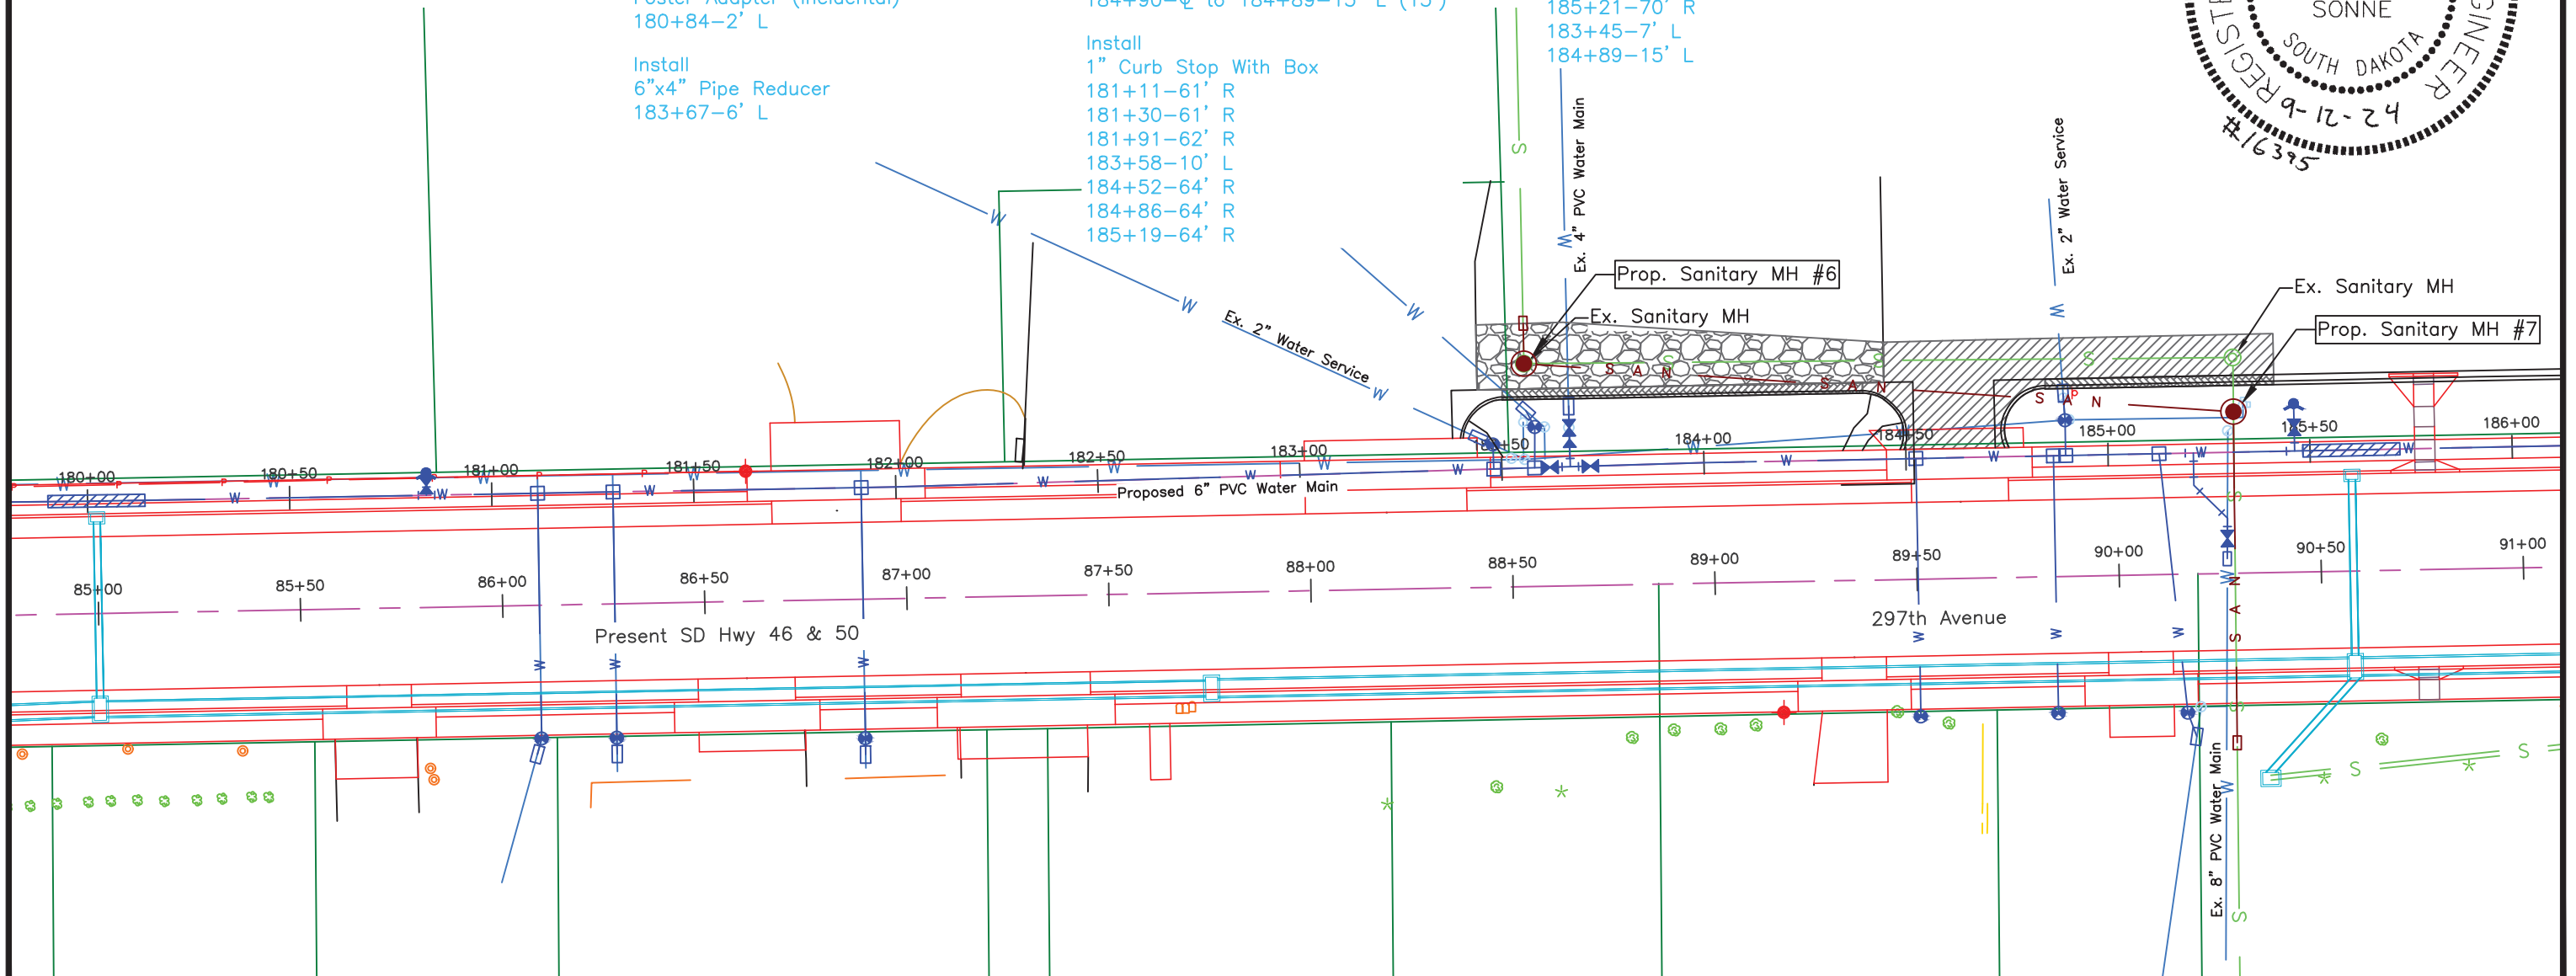 180+84-2' L
Install
6"x4" Pipe Reducer
183+67-6' L
Install
1" Curb Stop With Box
181+11-61' R
181+30-61' R
181+91-62' R
183+58-10' L
184+52-64' R
184+86-64' R
185+19-64' R
185+21-70' R
183+45-7' L
184+89-15' L
SONNE
SOUTH DAKOTA
9-12-24
#16395
Ex. 4" PVC Water Main
Ex. 2" Water Service
Prop. Sanitary MH #6
Ex. Sanitary MH
Ex. Sanitary MH
Prop. Sanitary MH #7
Ex. 2" Water Service
180+00
180+50
181+00
181+50
182+00
182+50
183+00
184+00
184+50
185+00
185+50
186+00
Proposed 6" PVC Water Main
85+00
85+50
86+00
86+50
87+00
87+50
88+00
88+50
89+00
89+50
90+00
90+50
91+00
Present SD Hwy 46 & 50
297th Avenue
Ex. 8" PVC Water Main